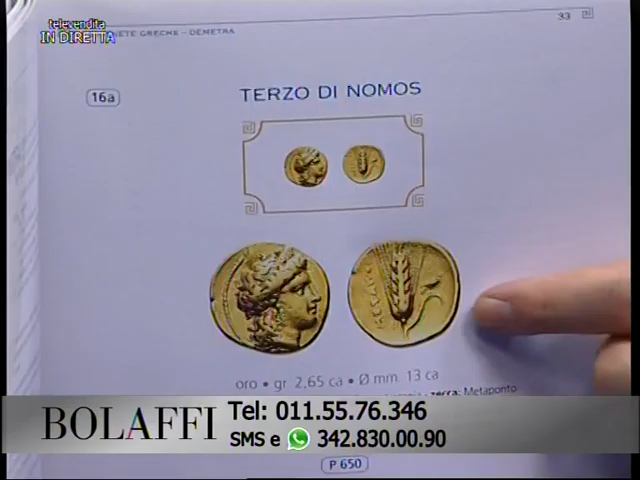 televendita
IN DIRETTA
NETE GRECHE - DEMETRA
33
16a
TERZO DI NOMOS
oro • gr. 2,65 ca • Ø mm. 13 ca
zecca: Metaponto
BOLAFFI
Tel: 011.55.76.346
SMS e 342.830.00.90
P 650